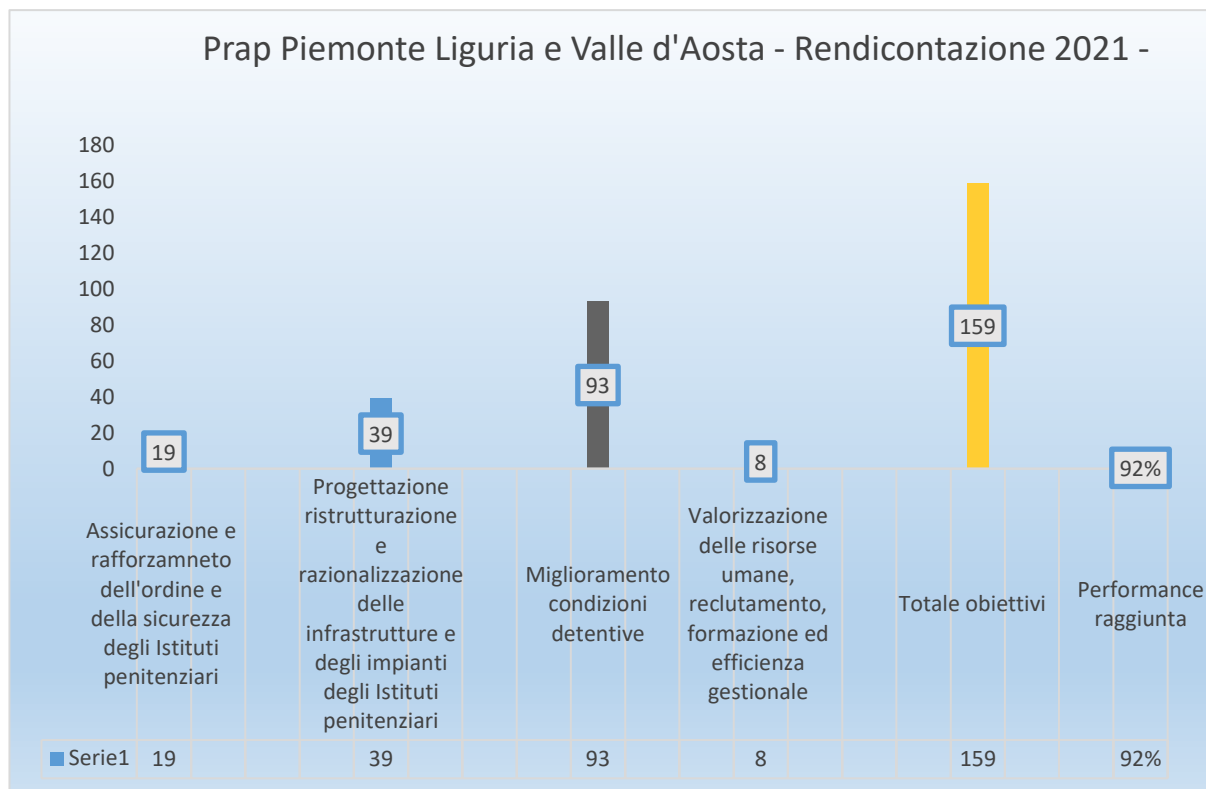 Prap Piemonte Liguria e Valle d'Aosta - Rendicontazione 2021 -
180
160
140
120
100
80
60
40
20
0
19
39
93
8
159
92%
Assicurazione e
rafforzamneto
dell'ordine e
della sicurezza
degli Istituti
penitenziari
Progettazione
ristrutturazione
e
razionalizzazione
delle
infrastrutture e
degli impianti
degli Istituti
penitenziari
Miglioramento
condizioni
detentive
Valorizzazione
delle risorse
umane,
reclutamento,
formazione ed
efficienza
gestionale
Totale obiettivi
Performance
raggiunta
Serie1 19 39 93 8 159 92%